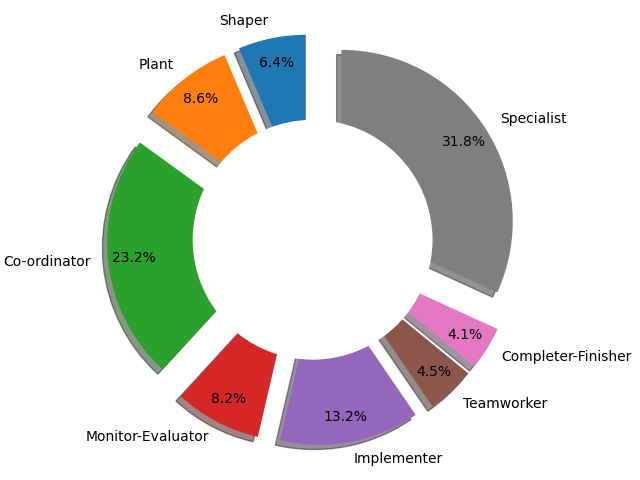 Shaper
6.4%
Plant
8.6%
Co-ordinator
23.2%
Monitor-Evaluator
8.2%
Implementer
13.2%
Teamworker
4.5%
Completer-Finisher
4.1%
Specialist
31.8%